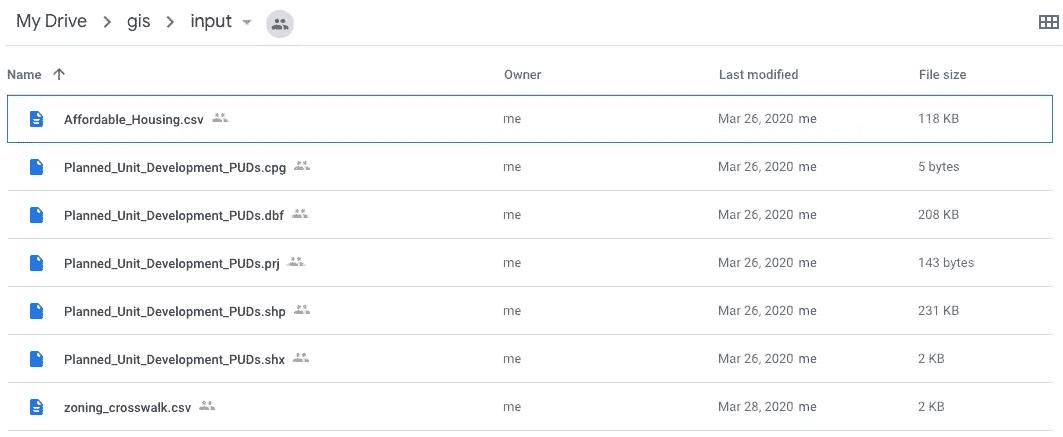 My Drive > gis > input
Name Owner Last modified File size
Affordable_Housing.csv me Mar 26, 2020 me 118 KB
Planned_Unit_Development_PUDs.cpg me Mar 26, 2020 me 5 bytes
Planned_Unit_Development_PUDs.dbf me Mar 26, 2020 me 208 KB
Planned_Unit_Development_PUDs.prj me Mar 26, 2020 me 143 bytes
Planned_Unit_Development_PUDs.shp me Mar 26, 2020 me 231 KB
Planned_Unit_Development_PUDs.shx me Mar 26, 2020 me 2 KB
zoning_crosswalk.csv me Mar 28, 2020 me 2 KB